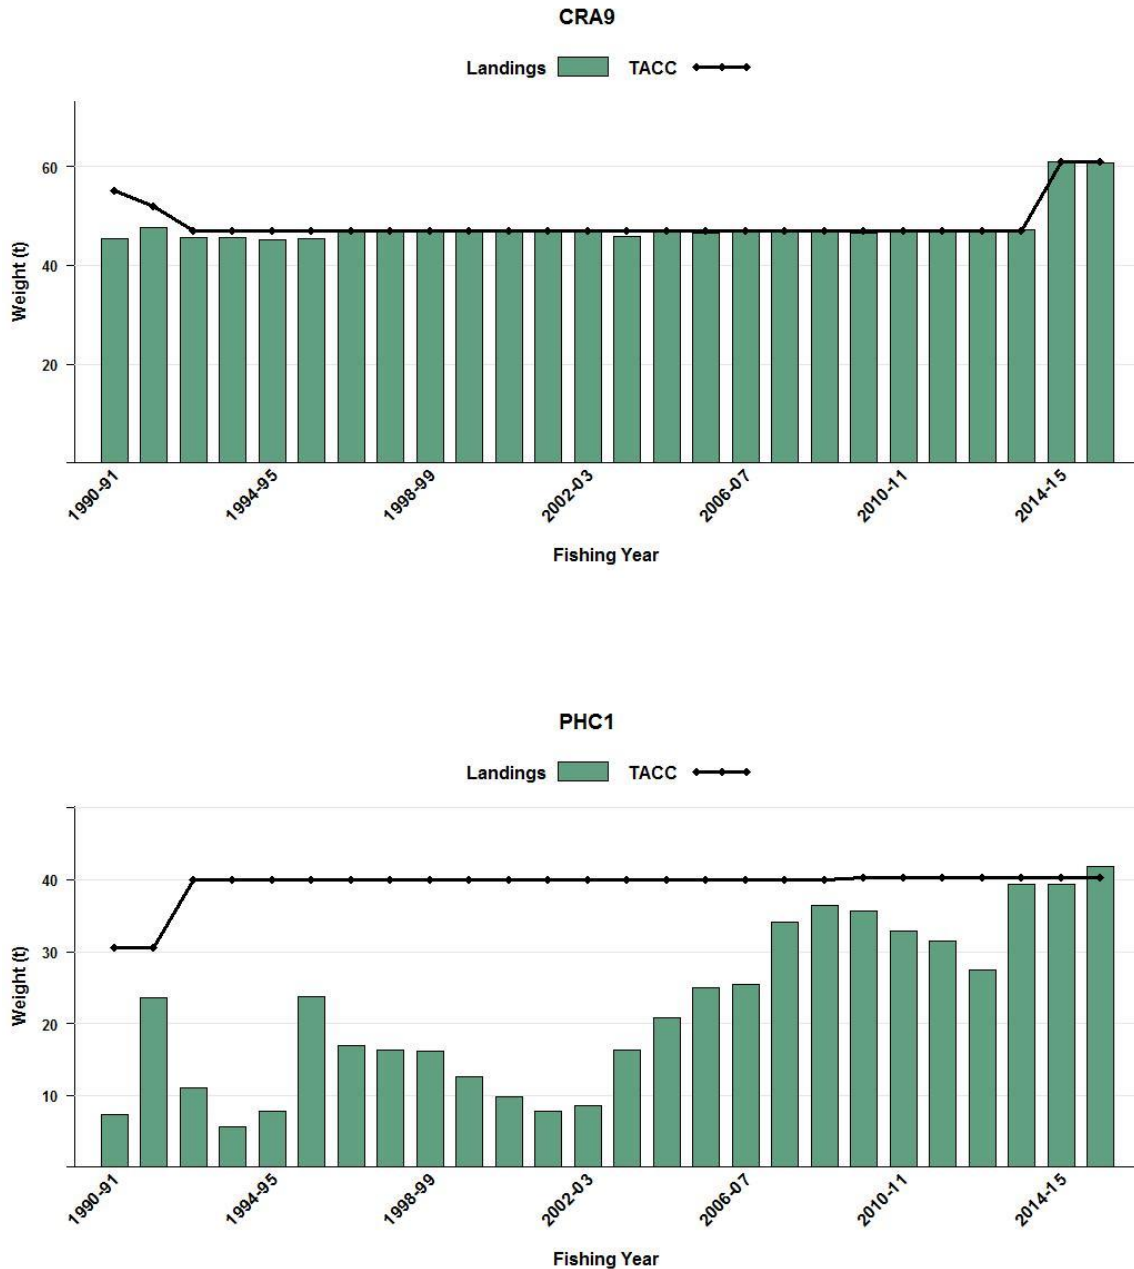 CRA9
Landings TACC
60
40
20
Weight (t)
1990-91 1994-95 1998-99 2002-03 2006-07 2010-11 2014-15
Fishing Year
PHC1
Landings TACC
40
30
20
10
Weight (t)
1990-91 1994-95 1998-99 2002-03 2006-07 2010-11 2014-15
Fishing Year